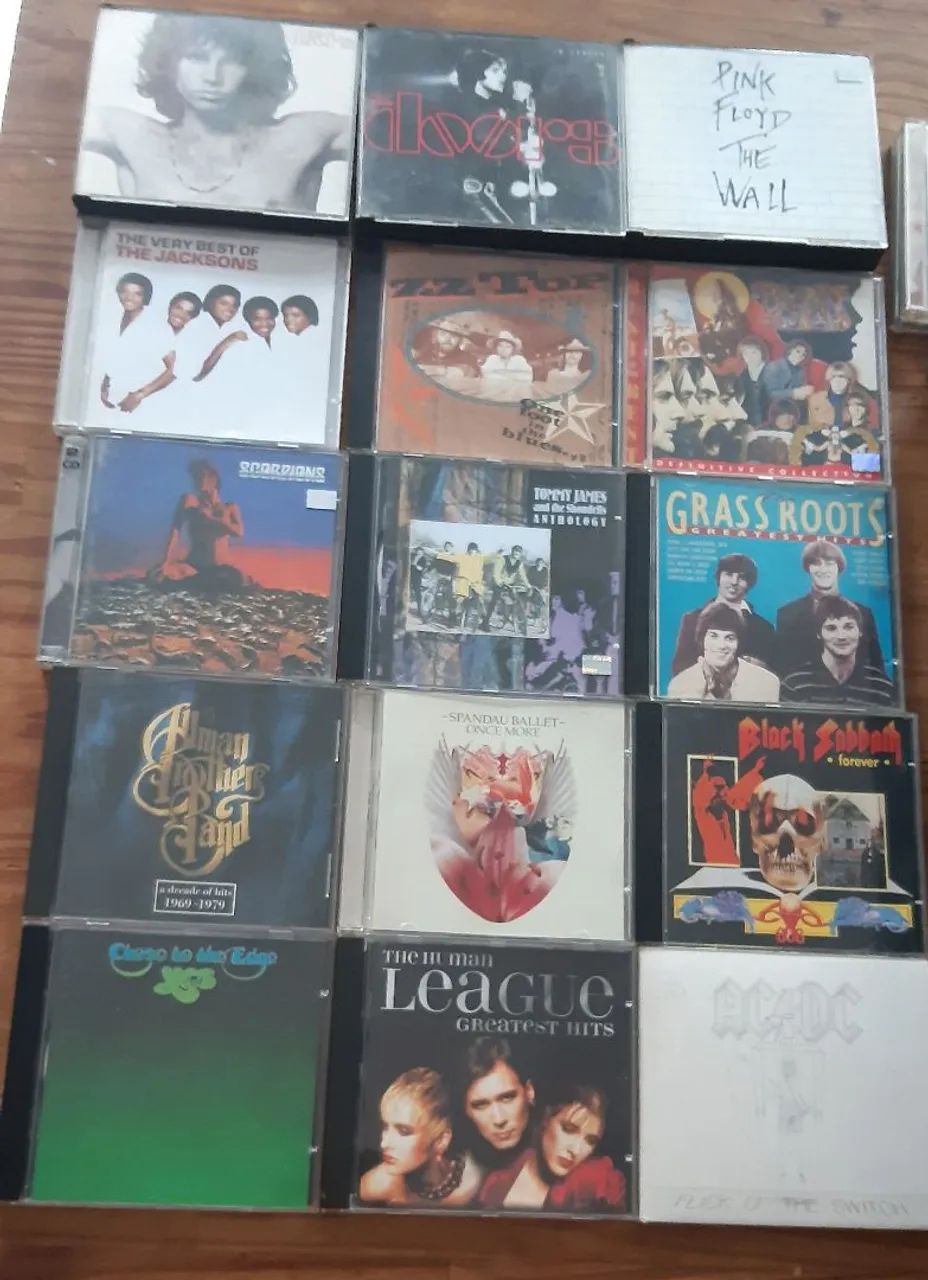 THE
DOORS
PINK
FLOYD
THE
WALL
THE VERY BEST OF
THE JACKSONS
ZZ TOP
One
foot
in
the
blues
DEFINITIVE COLLECTION
SCORPIONS
TOMMY JAMES
and the Shondells
ANTHOLOGY
GRASS ROOTS
GREATEST HITS
The
Allman
Brothers
Band
a decade of hits
1969-1979
-SPANDAU BALLET-
ONCE MORE
Black Sabbath
• forever •
666
Close to the Edge
YES
THE HUMAN
LEAGUE
GREATEST HITS
AC DC
FLICK OF THE SWITCH